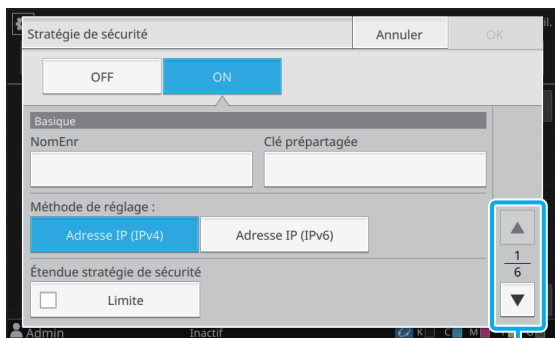 Stratégie de sécurité
Annuler
OK
OFF
ON
Basique
NomEnr
Clé prépartagée
Méthode de réglage :
Adresse IP (IPv4)
Adresse IP (IPv6)
1
6
Étendue stratégie de sécurité
Limite
Admin
Inactif
K
C
M